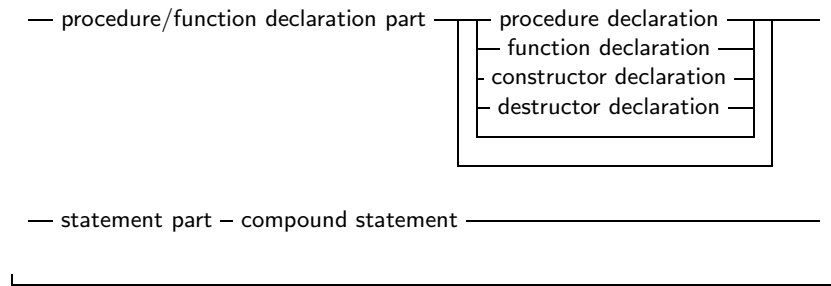 procedure/function declaration part procedure declaration
function declaration
constructor declaration
destructor declaration
statement part compound statement